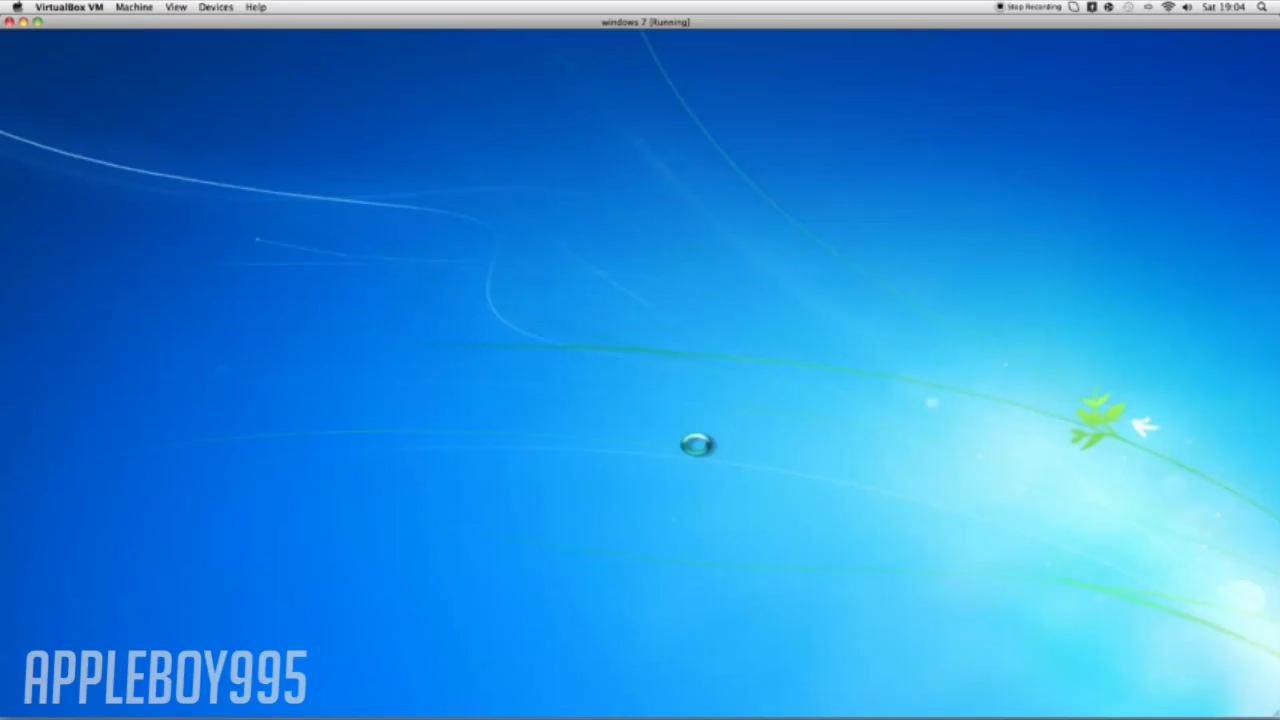 VirtualBox VM Machine View Devices Help Stop Recording Sat 19:04
windows 7 [Running]
APPLEBOY995